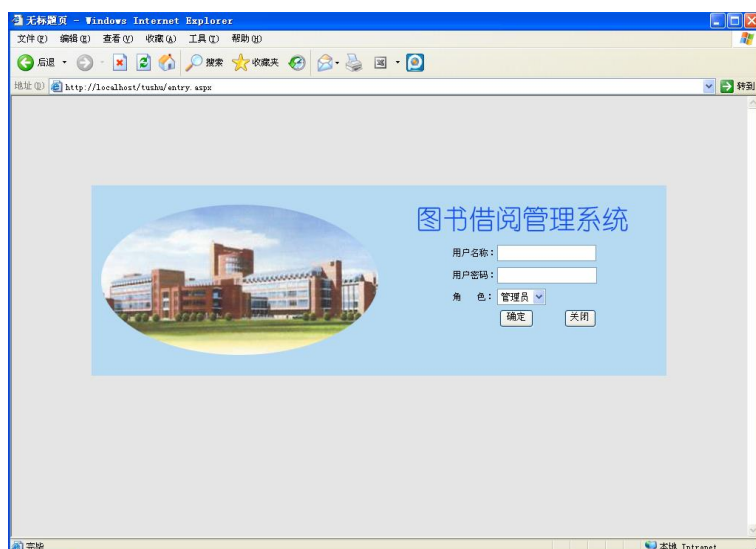 无标题页 - Windows Internet Explorer
文件(F) 编辑(E) 查看(V) 收藏(A) 工具(T) 帮助(H)
后退 搜索 收藏夹
地址(D) http://localhost/tushu/entry.aspx 转到
图书借阅管理系统
用户名称：
用户密码：
角 色： 管理员
确定 关闭
完毕 本地 Intranet